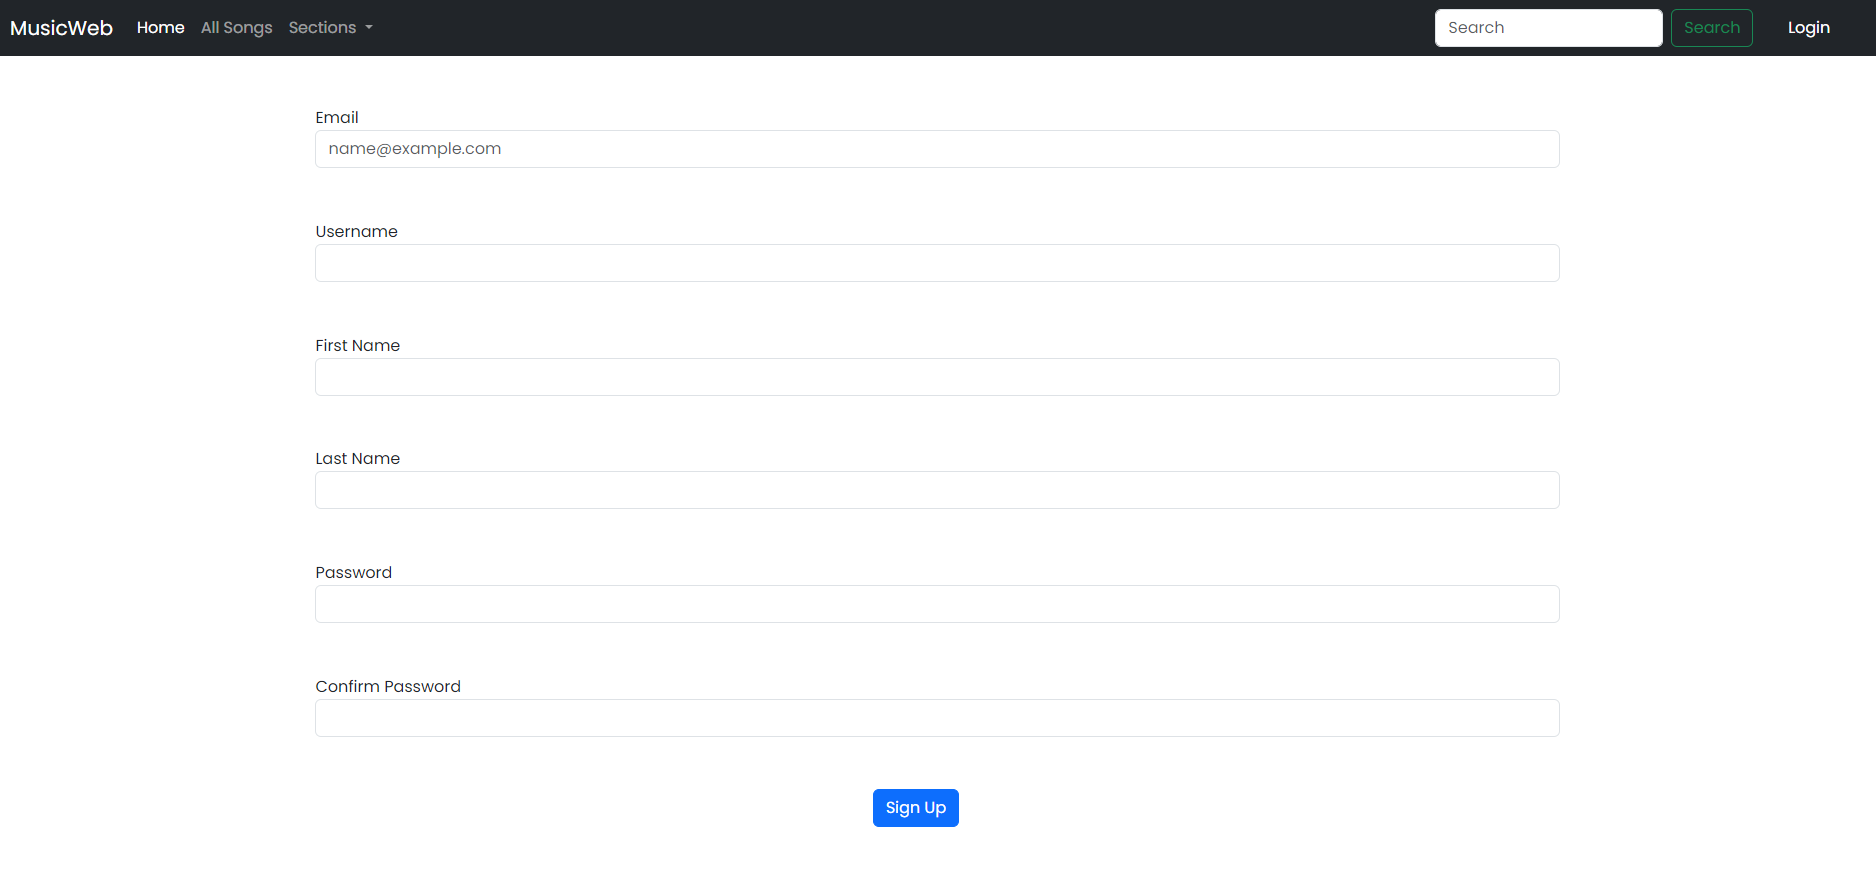 MusicWeb Home All Songs Sections Search Search Login
Email
name@example.com
Username
First Name
Last Name
Password
Confirm Password
Sign Up